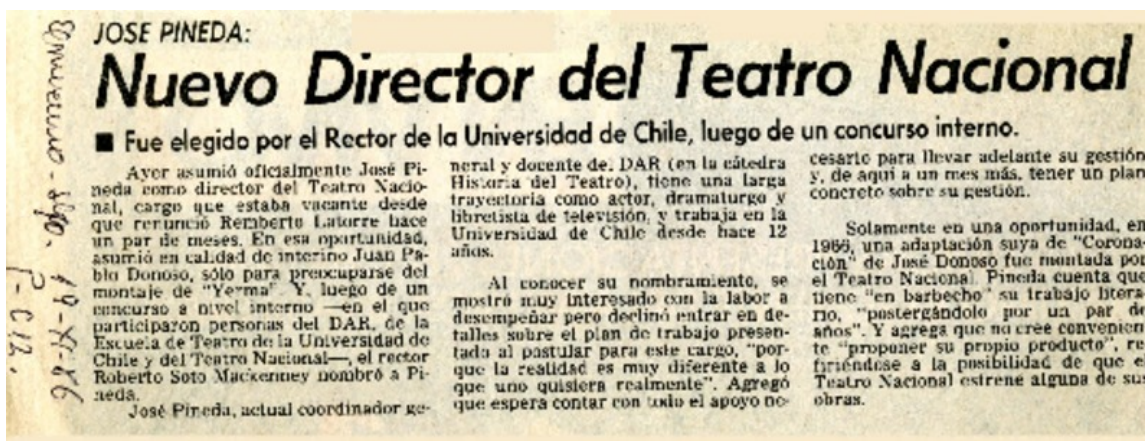 JOSE PINEDA:
Nuevo Director del Teatro Nacional
■ Fue elegido por el Rector de la Universidad de Chile, luego de un concurso interno.
Ayer asumió oficialmente José Pi-
neda como director del Teatro Nacio-
nal, cargo que estaba vacante desde
que renunció Remberto Latorre hace
un par de meses. En esa oportunidad,
asumió en calidad de interino Juan Pa-
blo Donoso, sólo para preocuparse del
montaje de "Yerma". Y, luego de un
concurso a nivel interno —en el que
participaron personas del DAR, de la
Escuela de Teatro de la Universidad de
Chile y del Teatro Nacional—, el rector
Roberto Soto Mackenney nombró a Pi-
neda.
José Pineda, actual coordinador ge-
neral y docente de. DAR (en la cátedra
Historia del Teatro), tiene una larga
trayectoria como actor, dramaturgo y
libretista de televisión, y trabaja en la
Universidad de Chile desde hace 12
años.
Al conocer su nombramiento, se
mostró muy interesado con la labor a
desempeñar pero declinó entrar en de-
talles sobre el plan de trabajo presen-
tado al postular para este cargo, "por-
que la realidad es muy diferente a lo
que uno quisiera realmente". Agregó
que espera contar con todo el apoyo ne-
cesario para llevar adelante su gestión
y, de aquí a un mes más, tener un plan
concreto sobre su gestión.
Solamente en una oportunidad, en
1966, una adaptación suya de "Corona-
ción" de José Donoso fue montada por
el Teatro Nacional. Pineda cuenta que
tiene "en barbecho" su trabajo litera-
rio, "postergándolo por un par de
años". Y agrega que no cree convenien
te "proponer su propio producto", re
firiéndose a la posibilidad de que e
Teatro Nacional estrene alguna de sus
obras.
P- C12.